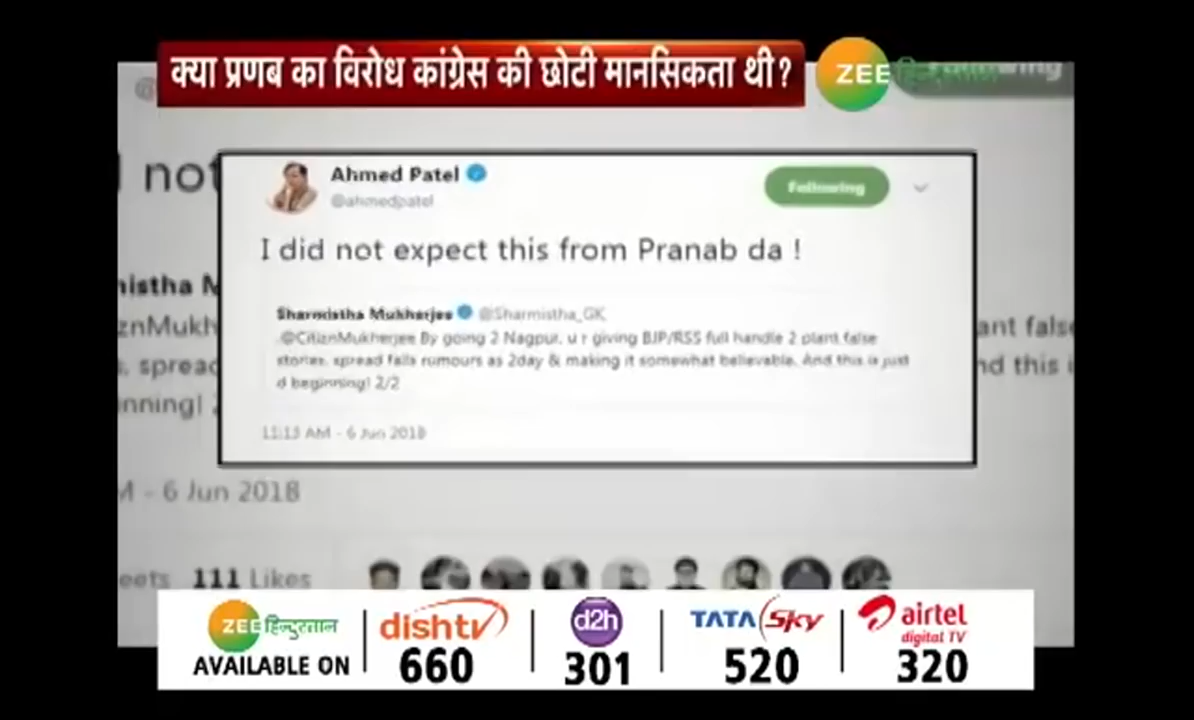 क्या प्रणब का विरोध कांग्रेस की छोटी मानसिकता थी?
ZEE हिन्दुस्तान
not
Ahmed Patel
@ahmedpatel
Following
I did not expect this from Pranab da !
Sharmistha Mukherjee @Sharmistha_GK
@CitiznMukherjee By going 2 Nagpur, u r giving BJP/RSS full handle 2 plant false
stories, spread falls rumours as 2day & making it somewhat believable. And this is just
d beginning! 2/2
11:13 AM - 6 Jun 2018
M - 6 Jun 2018
111 Likes
ZEE हिन्दुस्तान
AVAILABLE ON
dishtv
660
d2h
301
TATA Sky
520
airtel
digital TV
320